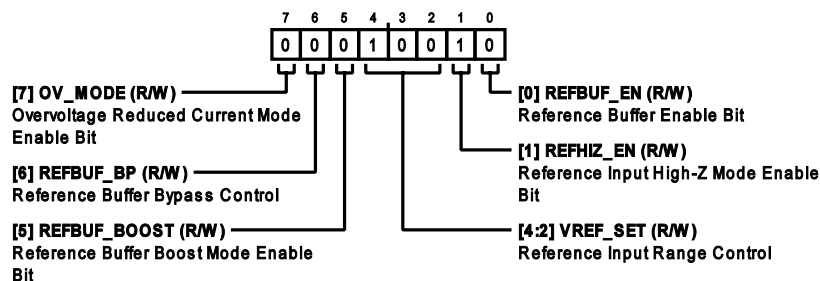 7 6 5 4 3 2 1 0
0 0 0 1 0 0 1 0
[7] OV_MODE (R/W)
Overvoltage Reduced Current Mode
Enable Bit
[6] REFBUF_BP (R/W)
Reference Buffer Bypass Control
[5] REFBUF_BOOST (R/W)
Reference Buffer Boost Mode Enable
Bit
[0] REFBUF_EN (R/W)
Reference Buffer Enable Bit
[1] REFHIZ_EN (R/W)
Reference Input High-Z Mode Enable
Bit
[4:2] VREF_SET (R/W)
Reference Input Range Control